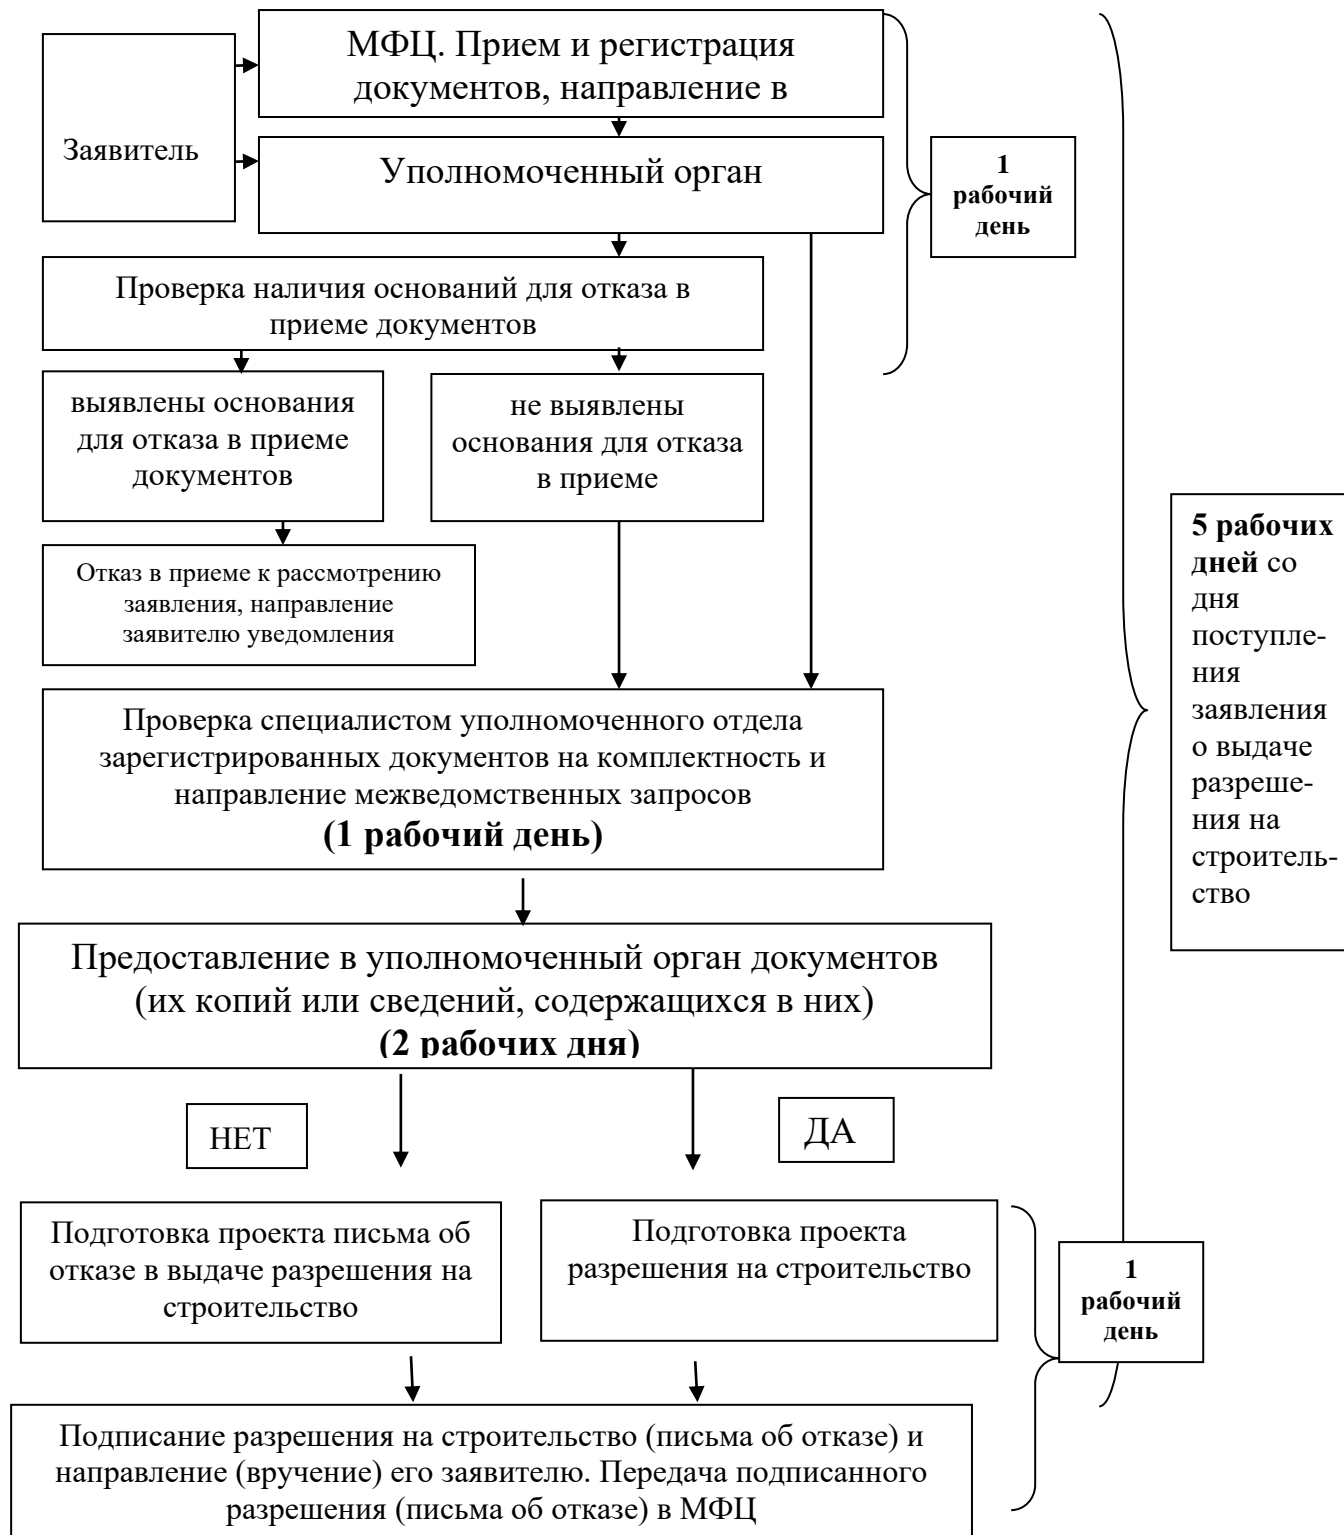 МФЦ. Прием и регистрация
документов, направление в
Заявитель
Уполномоченный орган
1
рабочий
день
Проверка наличия оснований для отказа в
приеме документов
выявлены основания
для отказа в приеме
документов
не выявлены
основания для отказа
в приеме
Отказ в приеме к рассмотрению
заявления, направление
заявителю уведомления
5 рабочих
дней со
дня
поступле-
ния
заявления
о выдаче
разреше-
ния на
строитель-
ство
Проверка специалистом уполномоченного отдела
зарегистрированных документов на комплектность и
направление межведомственных запросов
(1 рабочий день)
Предоставление в уполномоченный орган документов
(их копий или сведений, содержащихся в них)
(2 рабочих дня)
НЕТ
ДА
Подготовка проекта письма об
отказе в выдаче разрешения на
строительство
Подготовка проекта
разрешения на строительство
1
рабочий
день
Подписание разрешения на строительство (письма об отказе) и
направление (вручение) его заявителю. Передача подписанного
разрешения (письма об отказе) в МФЦ